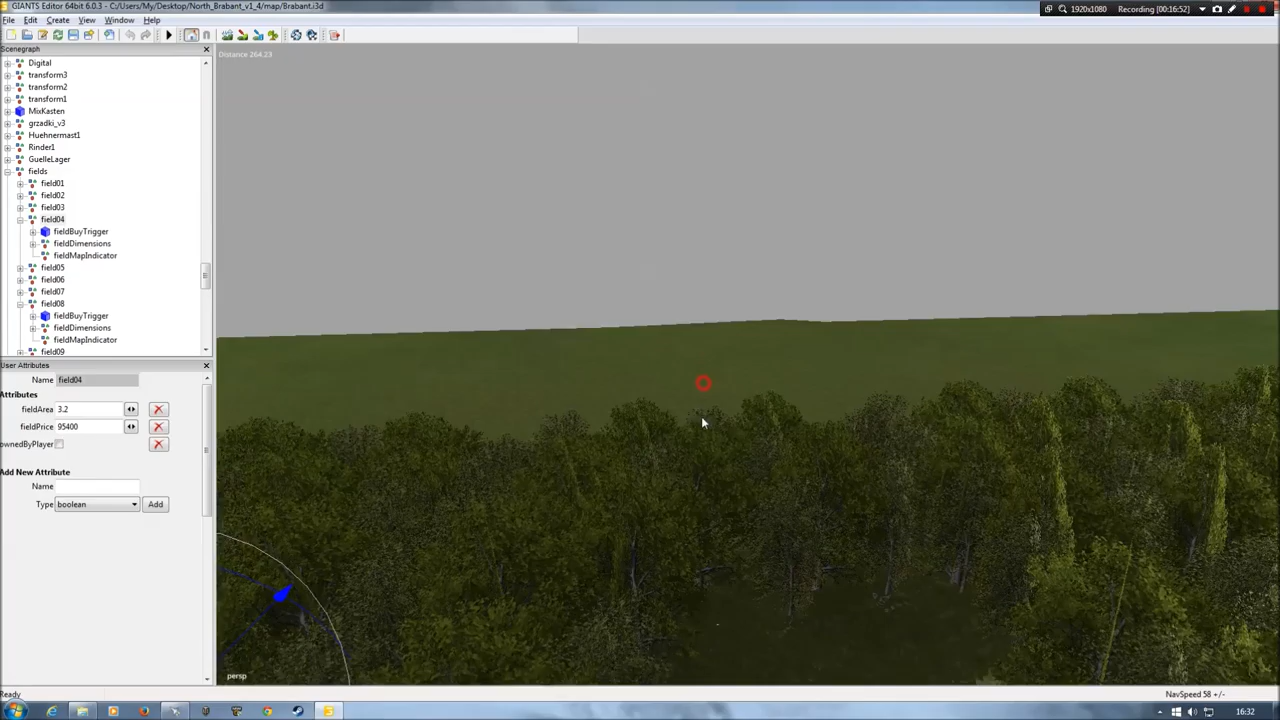 GIANTS Editor 64bit 6.0.3 - C:/Users/My/Desktop/North_Brabant_v1_4/map/Brabant.i3d
1920x1080
Recording [00:16:52]
File Edit Create View Window Help
Scenegraph
Distance 264.23
Digital
transform3
transform2
transform1
MixKasten
grzadki_v3
Huehnermast1
Rinder1
GuelleLager
fields
field01
field02
field03
field04
fieldBuyTrigger
fieldDimensions
fieldMapIndicator
field05
field06
field07
field08
fieldBuyTrigger
fieldDimensions
fieldMapIndicator
field09
User Attributes
Name field04
Attributes
fieldArea 3.2
fieldPrice 95400
ownedByPlayer
Add New Attribute
Name
Type boolean Add
persp
Ready
NavSpeed 58 +/-
16:32